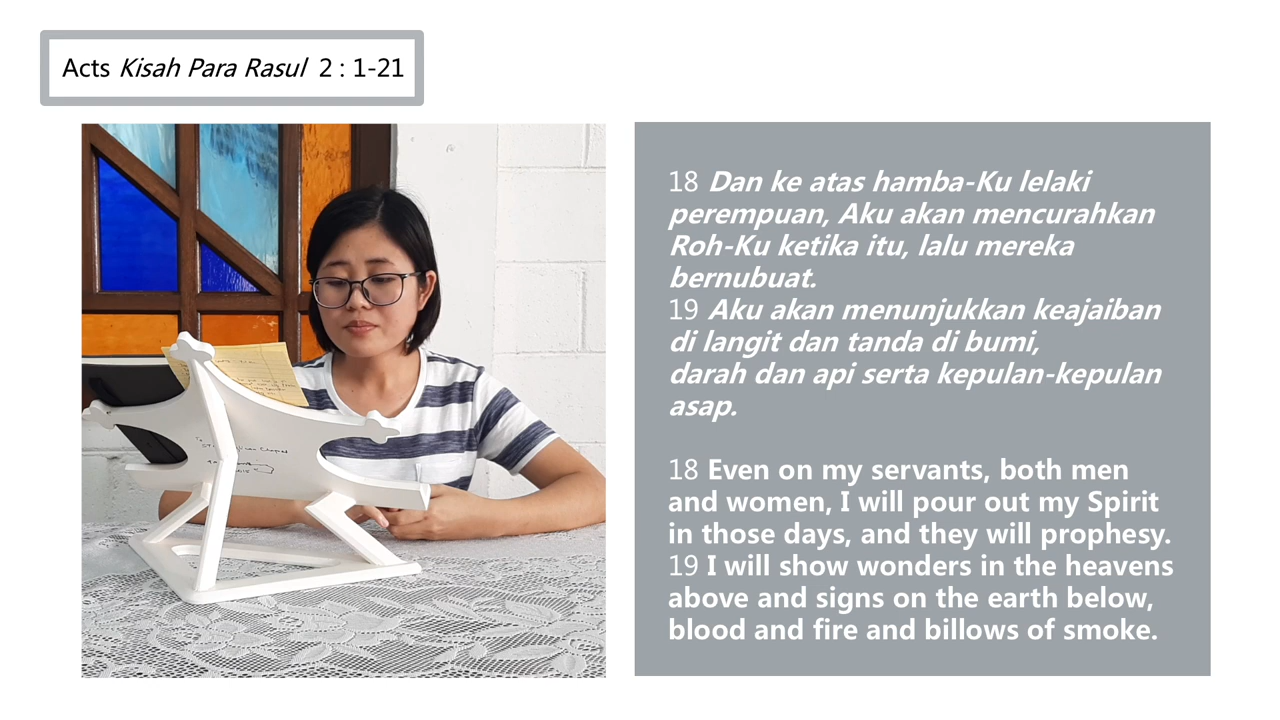 Acts Kisah Para Rasul 2 : 1-21
18 Dan ke atas hamba-Ku lelaki
perempuan, Aku akan mencurahkan
Roh-Ku ketika itu, lalu mereka
bernubuat.
19 Aku akan menunjukkan keajaiban
di langit dan tanda di bumi,
darah dan api serta kepulan-kepulan
asap.
18 Even on my servants, both men
and women, I will pour out my Spirit
in those days, and they will prophesy.
19 I will show wonders in the heavens
above and signs on the earth below,
blood and fire and billows of smoke.